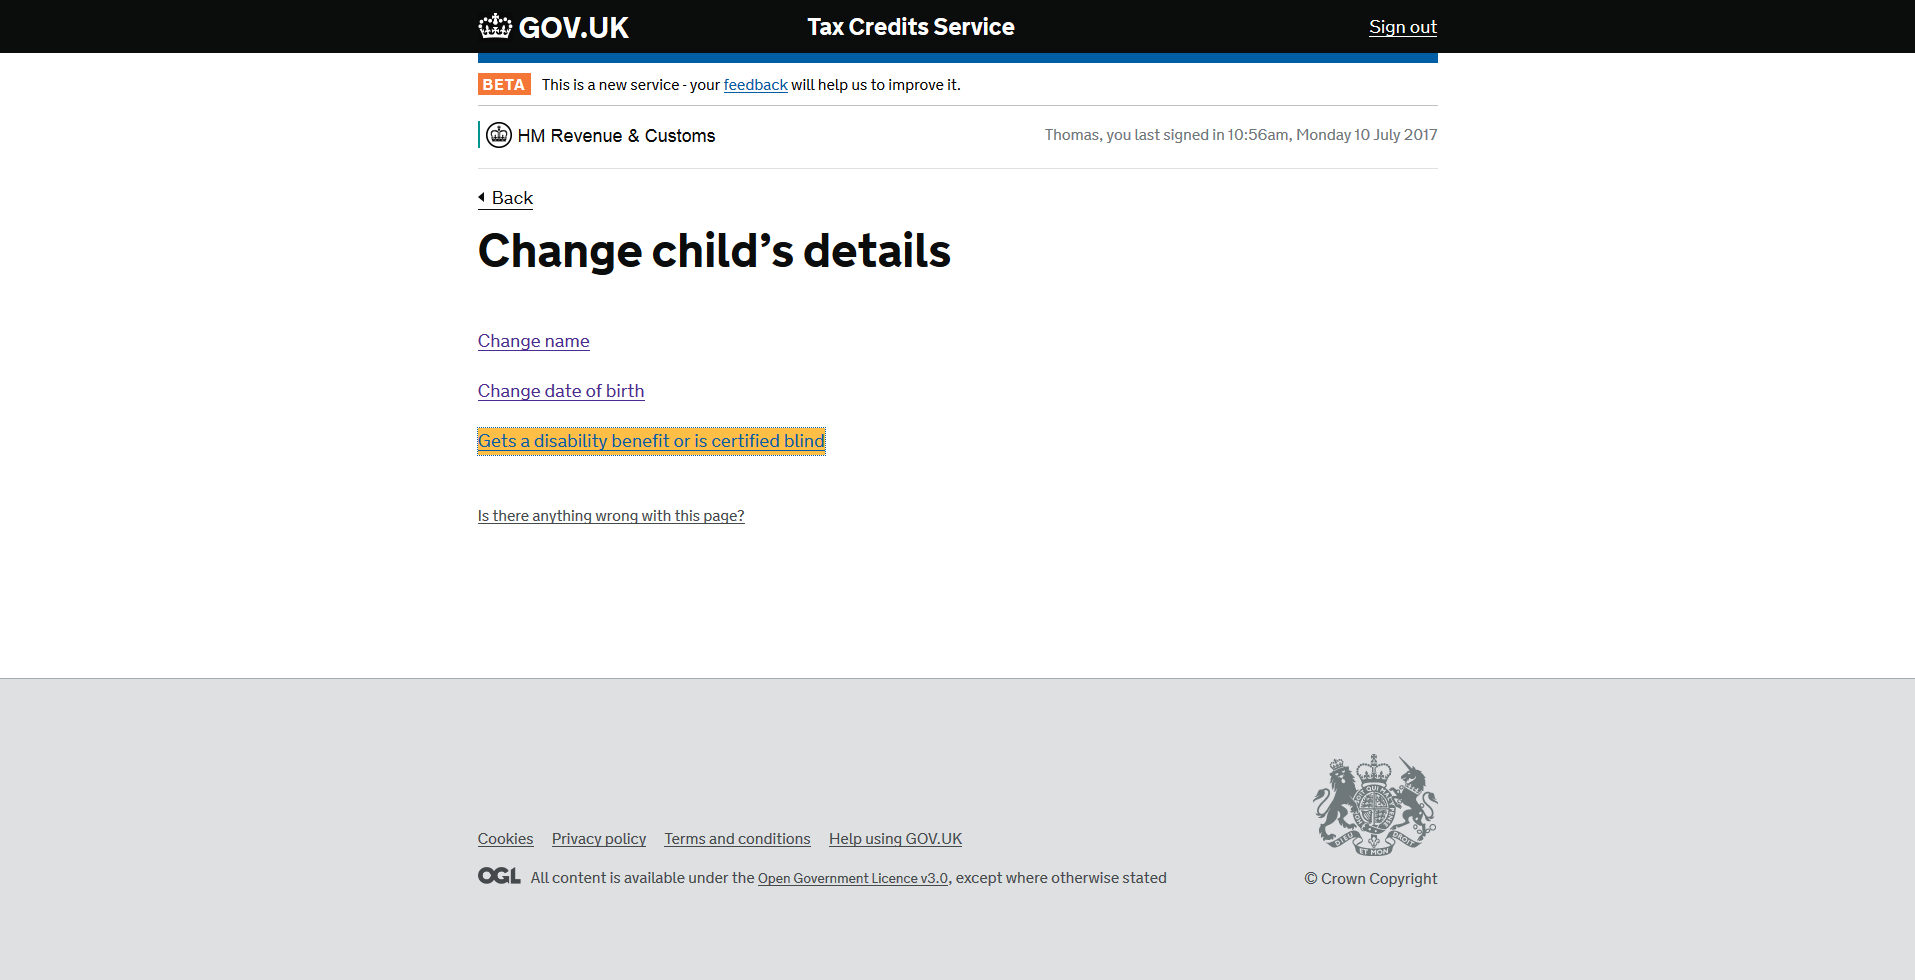 GOV.UK Tax Credits Service Sign out
BETA This is a new service - your feedback will help us to improve it.
HM Revenue & Customs Thomas, you last signed in 10:56am, Monday 10 July 2017
Back
Change child’s details
Change name
Change date of birth
Gets a disability benefit or is certified blind
Is there anything wrong with this page?
Cookies Privacy policy Terms and conditions Help using GOV.UK
OGL All content is available under the Open Government Licence v3.0, except where otherwise stated
© Crown Copyright